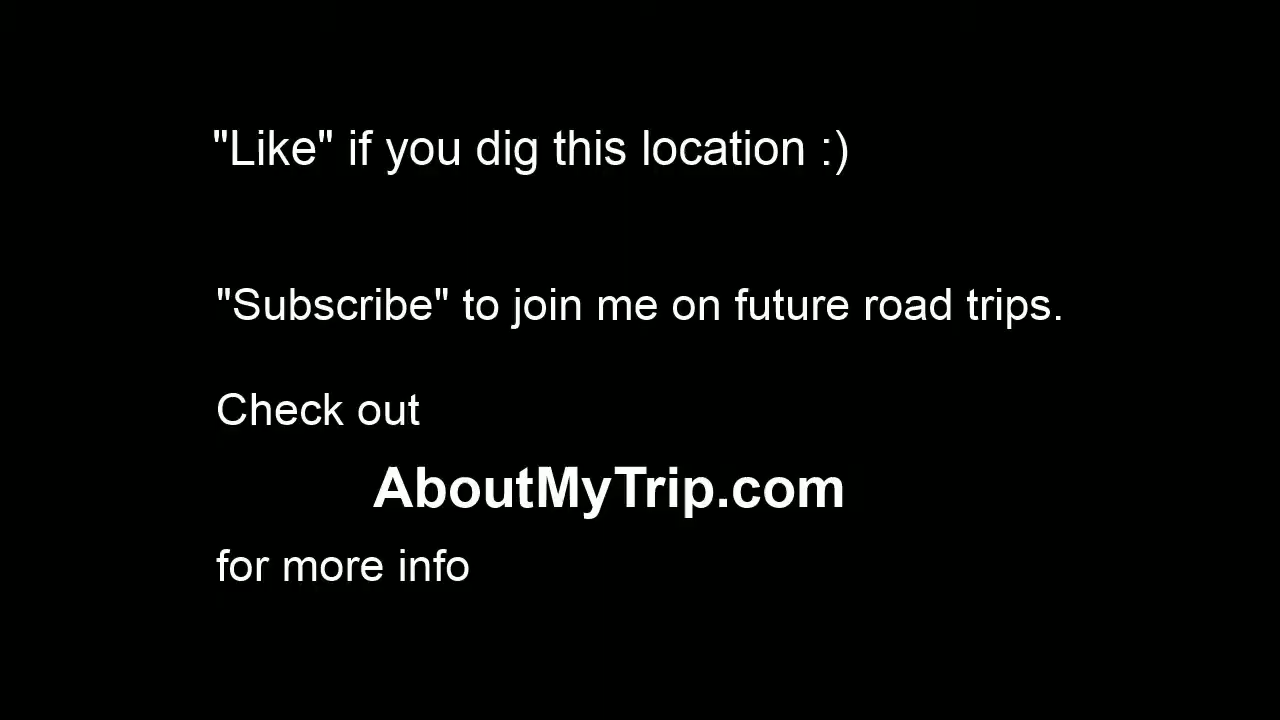 "Like" if you dig this location :)
"Subscribe" to join me on future road trips.
Check out
AboutMyTrip.com
for more info